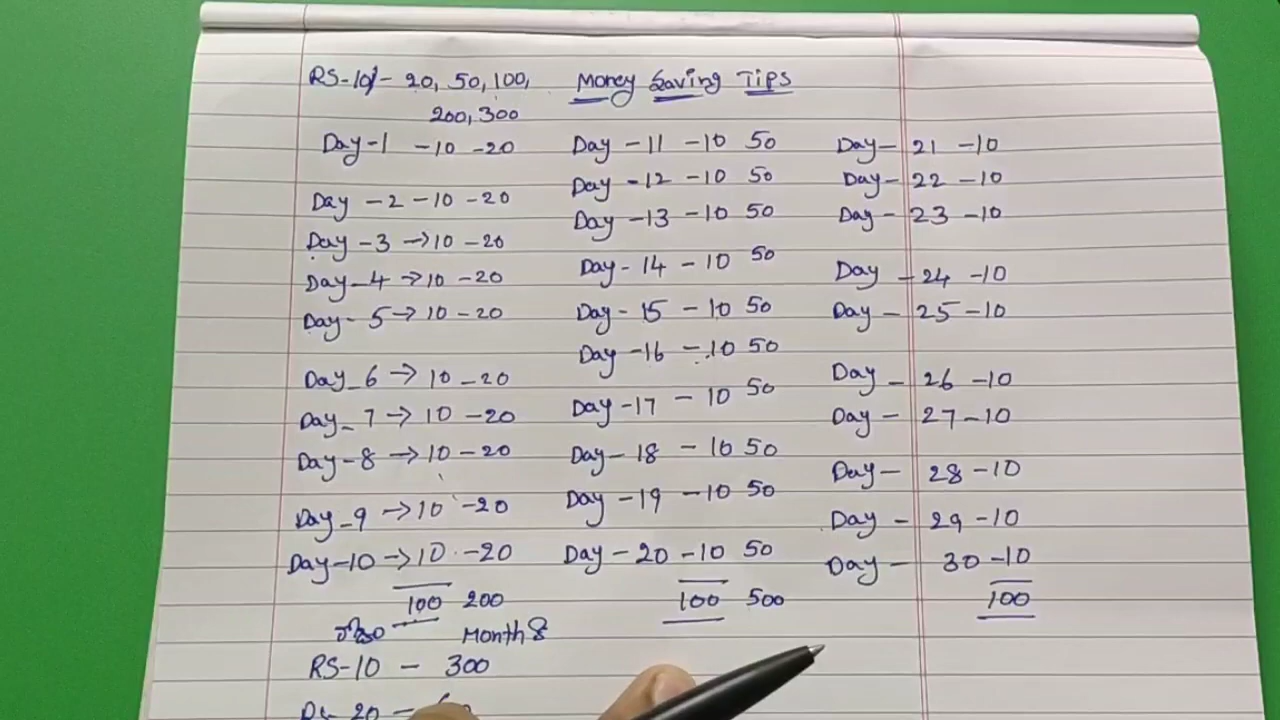 RS-10/- 20, 50, 100,
200, 300
Money Saving Tips
Day-1 -10 -20
Day -2 -10 -20
Day -3 →10 -20
Day -4 →10 -20
Day- 5→10 -20
Day-6 →10 -20
Day-7 →10 -20
Day-8 →10 -20
Day-9 →10 -20
Day-10 →10 -20
100 200
Day -11 -10 50
Day -12 -10 50
Day -13 -10 50
Day -14 -10 50
Day -15 -10 50
Day -16 -10 50
Day -17 -10 50
Day -18 -10 50
Day -19 -10 50
Day -20 -10 50
100 500
Day- 21 -10
Day- 22 -10
Day- 23 -10
Day -24 -10
Day - 25 -10
Day - 26 -10
Day - 27 -10
Day- 28 -10
Day - 29 -10
Day- 30 -10
100
Month
RS-10 - 300
Rs-20 -